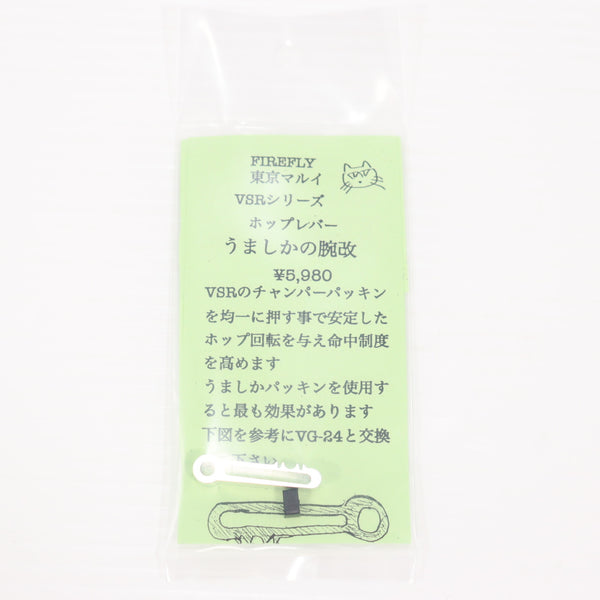 FIREFLY
東京マルイ
VSRシリーズ
ホップレバー
うましかの腕改
¥5,980
VSRのチャンパーパッキン
を均一に押す事で安定した
ホップ回転を与え命中制度
を高めます
うましかパッキンを使用す
ると最も効果があります
下図を参考にVG-24と交換
下さい